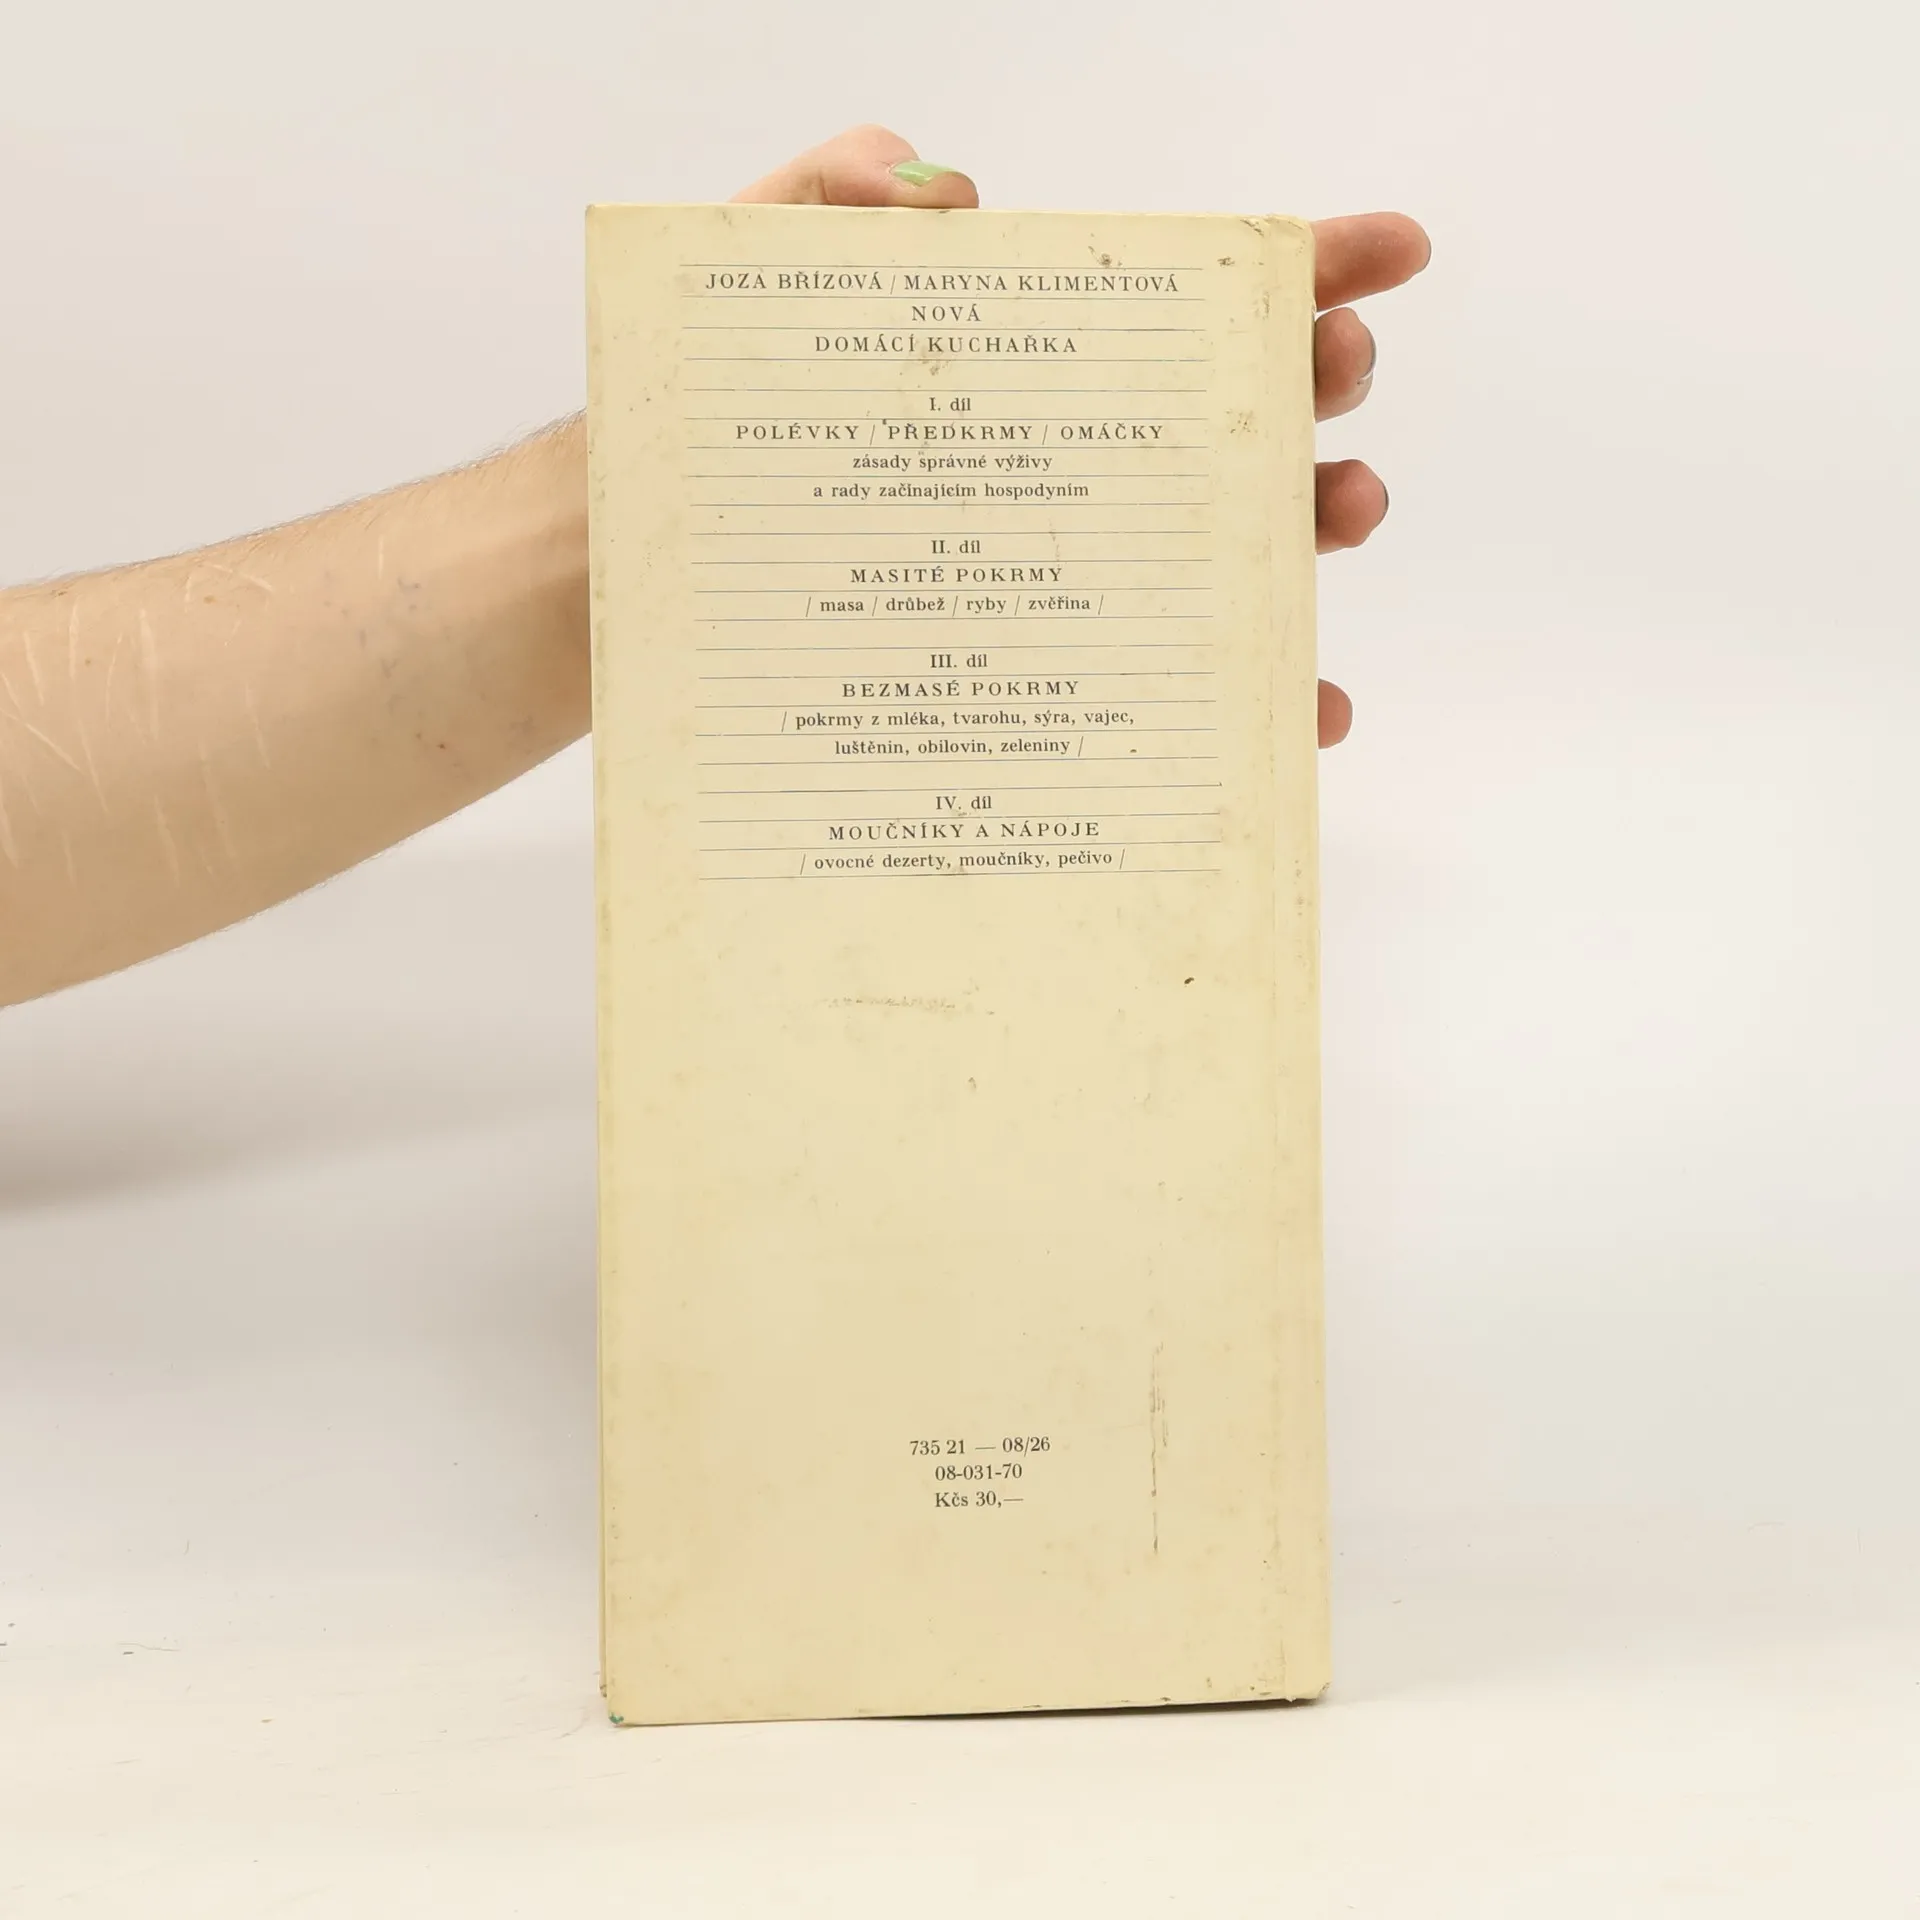 JOZA BŘÍZOVÁ / MARYNA KLIMENTOVÁ
NOVÁ
DOMÁCÍ KUCHAŘKA
I. díl
POLÉVKY / PŘEDKRMY / OMÁČKY
zásady správné výživy
a rady začínajícím hospodyním
II. díl
MASITÉ POKRMY
/ masa / drůbež / ryby / zvěřina /
III. díl
BEZMASÉ POKRMY
/ pokrmy z mléka, tvarohu, sýra, vajec,
luštěnin, obilovin, zeleniny /
IV. díl
MOUČNÍKY A NÁPOJE
/ ovocné dezerty, moučníky, pečivo /
735 21 — 08/26
08-031-70
Kčs 30,—